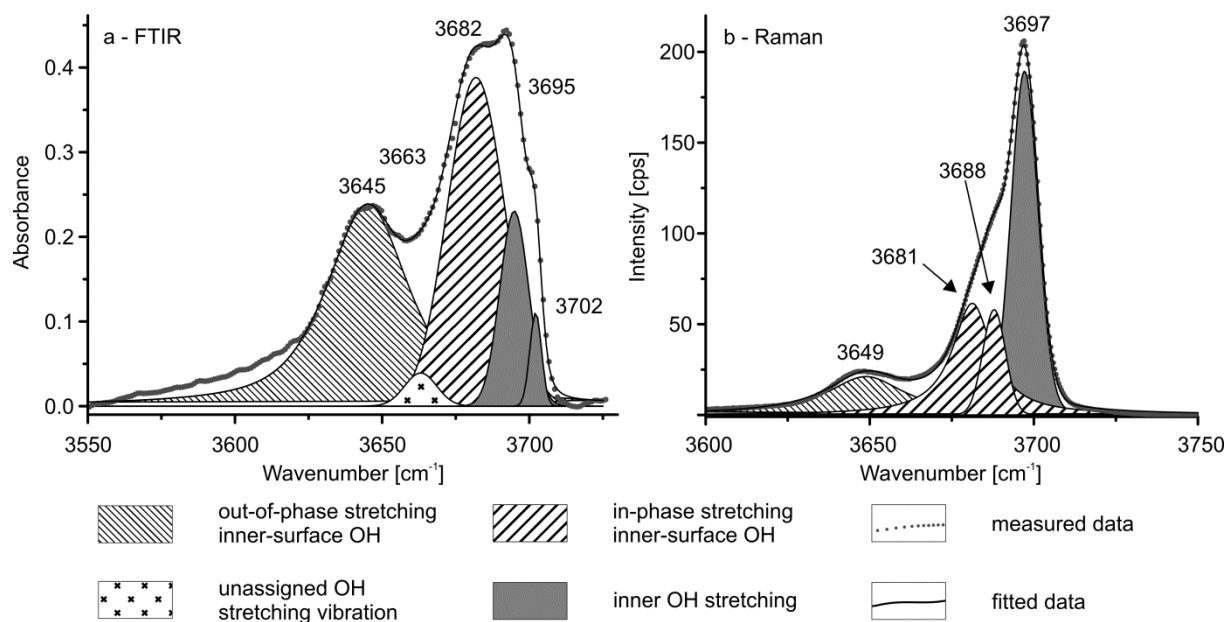 a - FTIR
3682
3695
3663
3645
3702
0.4
0.3
0.2
0.1
0.0
Absorbance
3550
3600
3650
3700
Wavenumber [cm⁻¹]
b - Raman
3697
3688
3681
3649
200
150
100
50
Intensity [cps]
3600
3650
3700
3750
Wavenumber [cm⁻¹]
out-of-phase stretching
inner-surface OH
in-phase stretching
inner-surface OH
measured data
unassigned OH
stretching vibration
inner OH stretching
fitted data